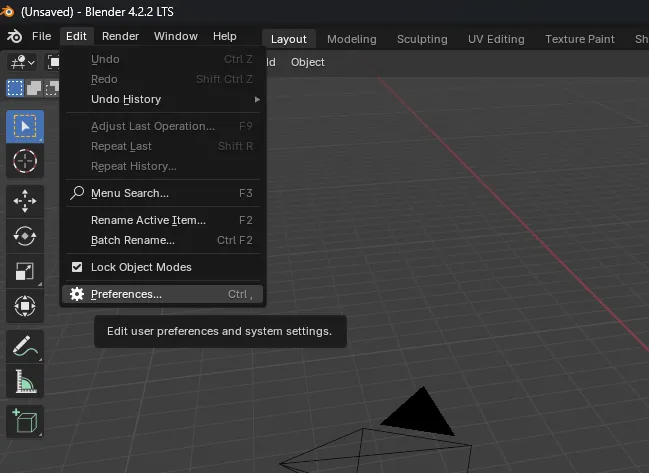 (Unsaved) - Blender 4.2.2 LTS
File Edit Render Window Help Layout Modeling Sculpting UV Editing Texture Paint Sh
ld Object
Undo Ctrl Z
Redo Shift Ctrl Z
Undo History
Adjust Last Operation... F9
Repeat Last Shift R
Repeat History...
Menu Search... F3
Rename Active Item... F2
Batch Rename... Ctrl F2
Lock Object Modes
Preferences... Ctrl ,
Edit user preferences and system settings.